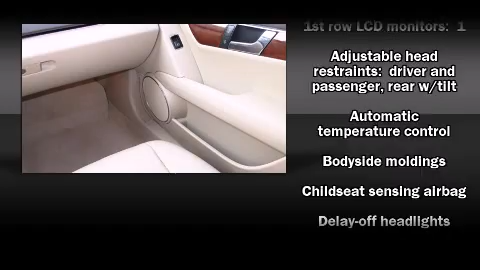 1st row LCD monitors:  1
Adjustable head
restraints:  driver and
passenger, rear w/tilt
Automatic
temperature control
Bodyside moldings
Childseat sensing airbag
Delay-off headlights